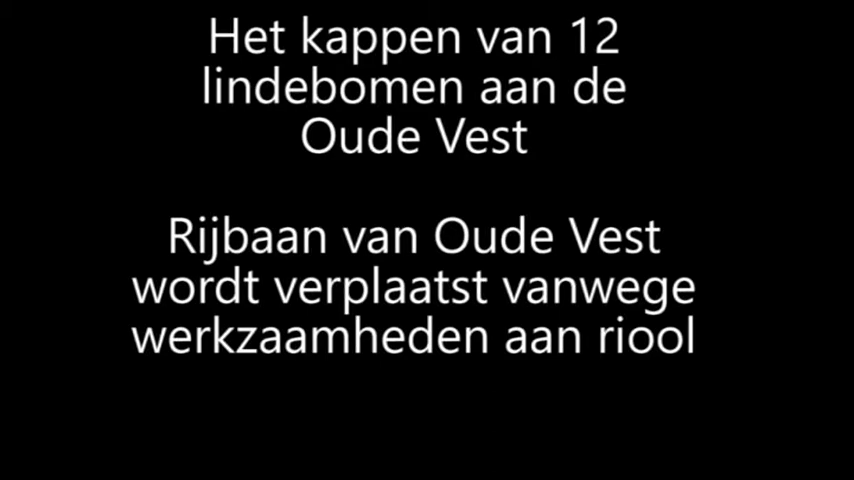 Het kappen van 12
lindebomen aan de
Oude Vest
Rijbaan van Oude Vest
wordt verplaatst vanwege
werkzaamheden aan riool